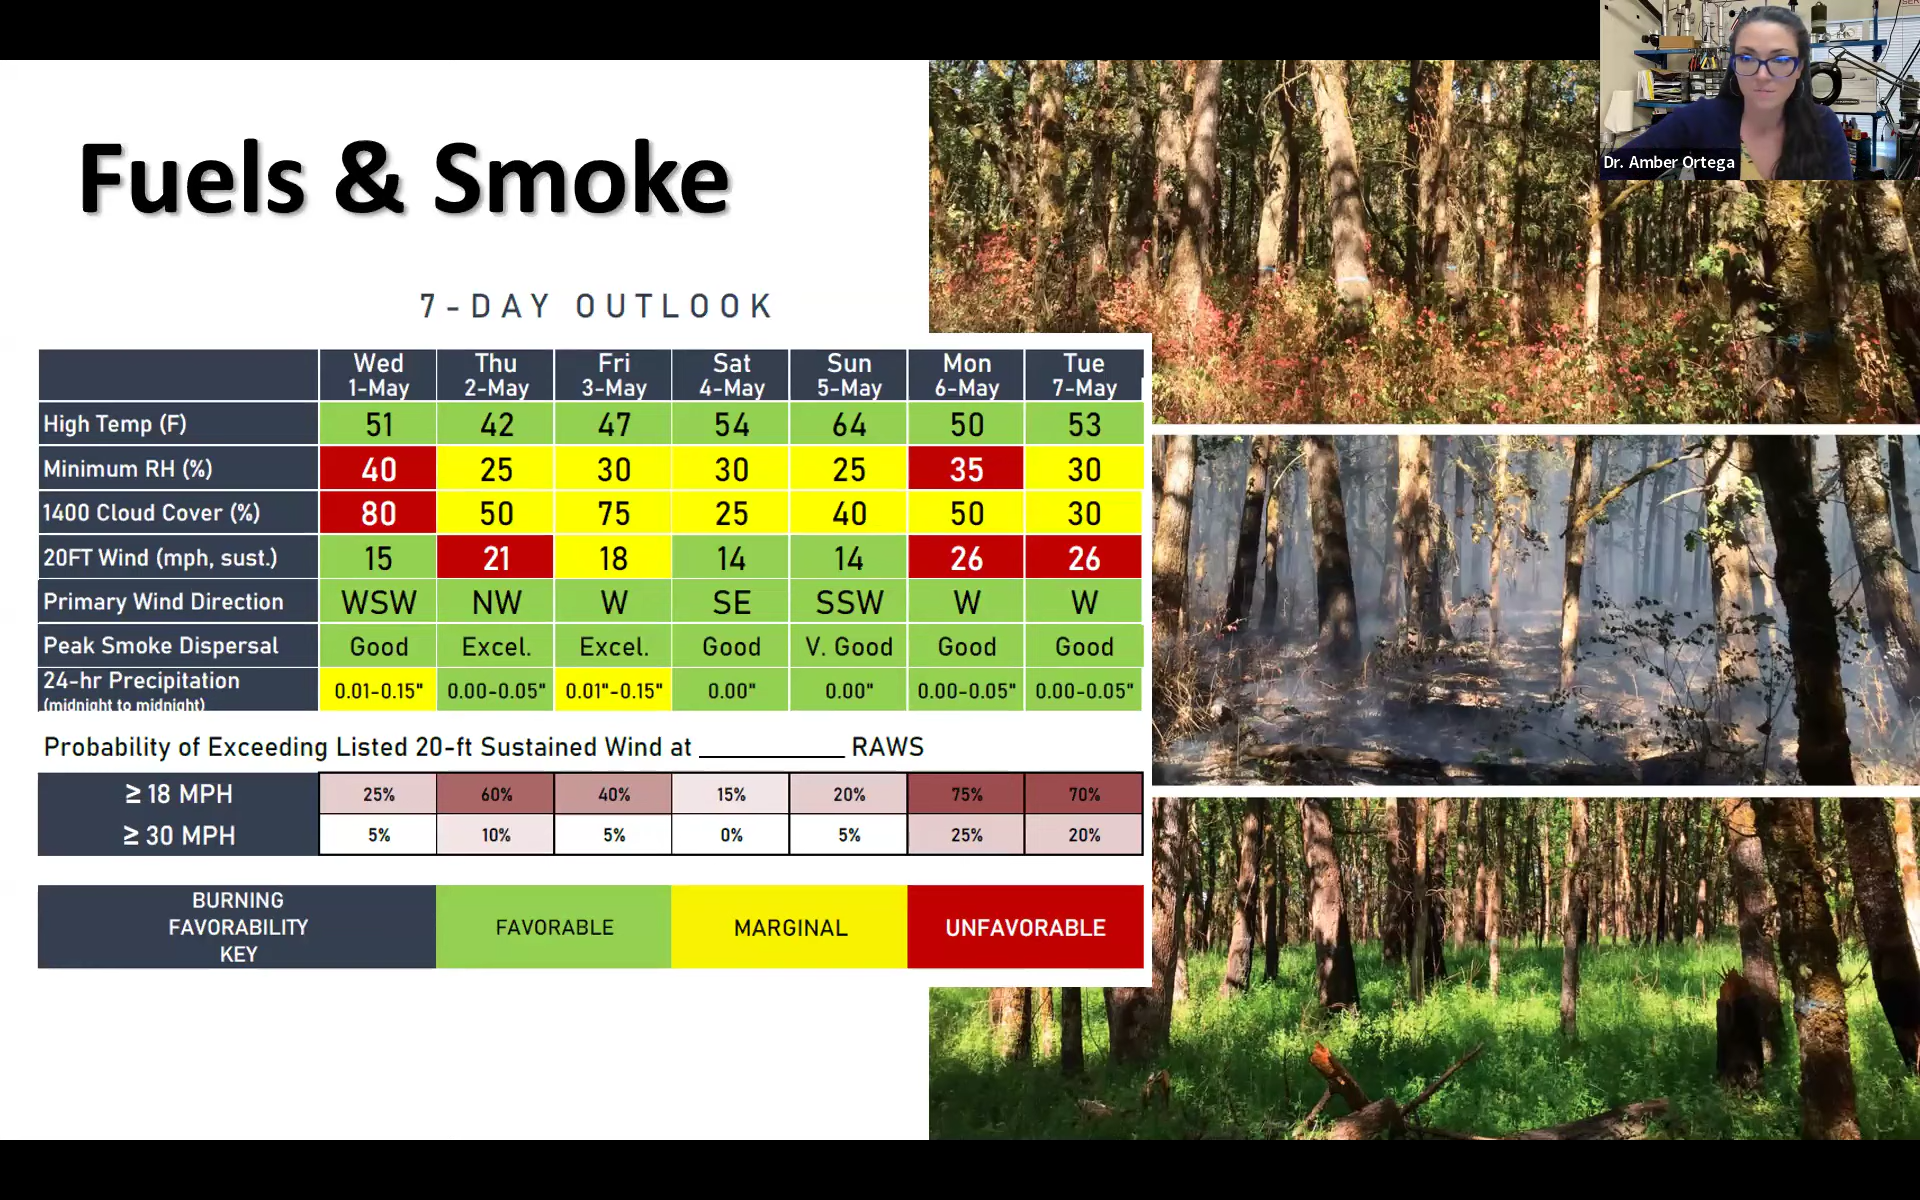 Fuels & Smoke
Dr. Amber Ortega
7-DAY OUTLOOK
Wed Thu Fri Sat Sun Mon Tue
1-May 2-May 3-May 4-May 5-May 6-May 7-May
High Temp (F) 51 42 47 54 64 50 53
Minimum RH (%) 40 25 30 30 25 35 30
1400 Cloud Cover (%) 80 50 75 25 40 50 30
20FT Wind (mph, sust.) 15 21 18 14 14 26 26
Primary Wind Direction WSW NW W SE SSW W W
Peak Smoke Dispersal Good Excel. Excel. Good V. Good Good Good
24-hr Precipitation 0.01-0.15" 0.00-0.05" 0.01"-0.15" 0.00" 0.00" 0.00-0.05" 0.00-0.05"
(midnight to midnight)
Probability of Exceeding Listed 20-ft Sustained Wind at __________ RAWS
≥ 18 MPH 25% 60% 40% 15% 20% 75% 70%
≥ 30 MPH 5% 10% 5% 0% 5% 25% 20%
BURNING
FAVORABILITY
KEY
FAVORABLE MARGINAL UNFAVORABLE